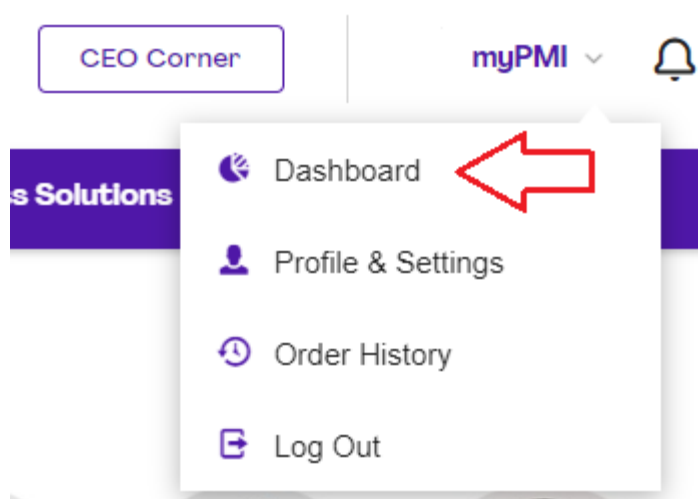 CEO Corner
myPMI
Dashboard
s Solutions
Profile & Settings
Order History
Log Out